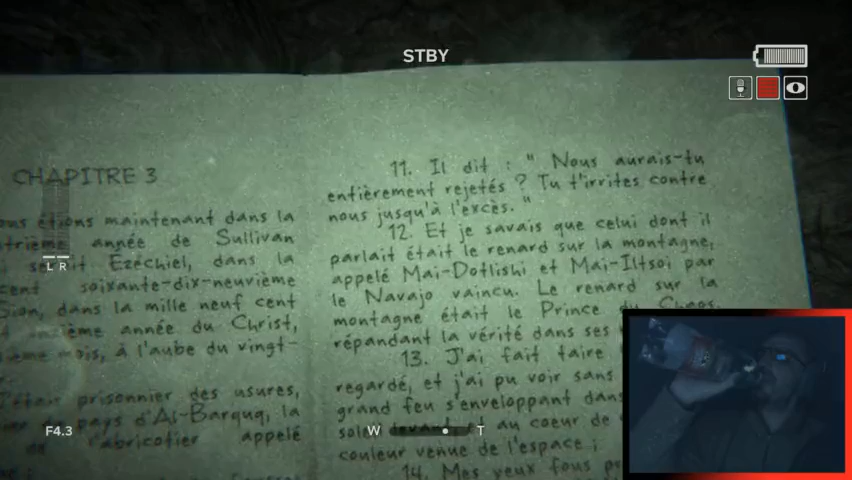 STBY
CHAPITRE 3
étions maintenant dans la
année de Sullivan
Ezéchiel, dans la
soixante-dix-neuvième
Sion, dans la mille neuf cent
année du Christ,
mois, à l'aube du vingt-
prisonnier des usures,
pays d'Al-Barquq, la
l'abricotier appelé
11. Il dit : " Nous aurais-tu
entièrement rejetés ? Tu t'irrites contre
nous jusqu'à l'excès. "
12. Et je savais que celui dont il
parlait était le renard sur la montagne,
appelé Mai-Dotlishi et Mai-Iltsoi par
le Navajo vaincu. Le renard sur la
montagne était le Prince du Chaos,
répandant la vérité dans ses
13. J'ai fait taire
regardé, et j'ai pu voir sans
grand feu s'enveloppant dans
et au coeur de
couleur venue de l'espace ;
14. Mes yeux fous
L R
F4.3
W T